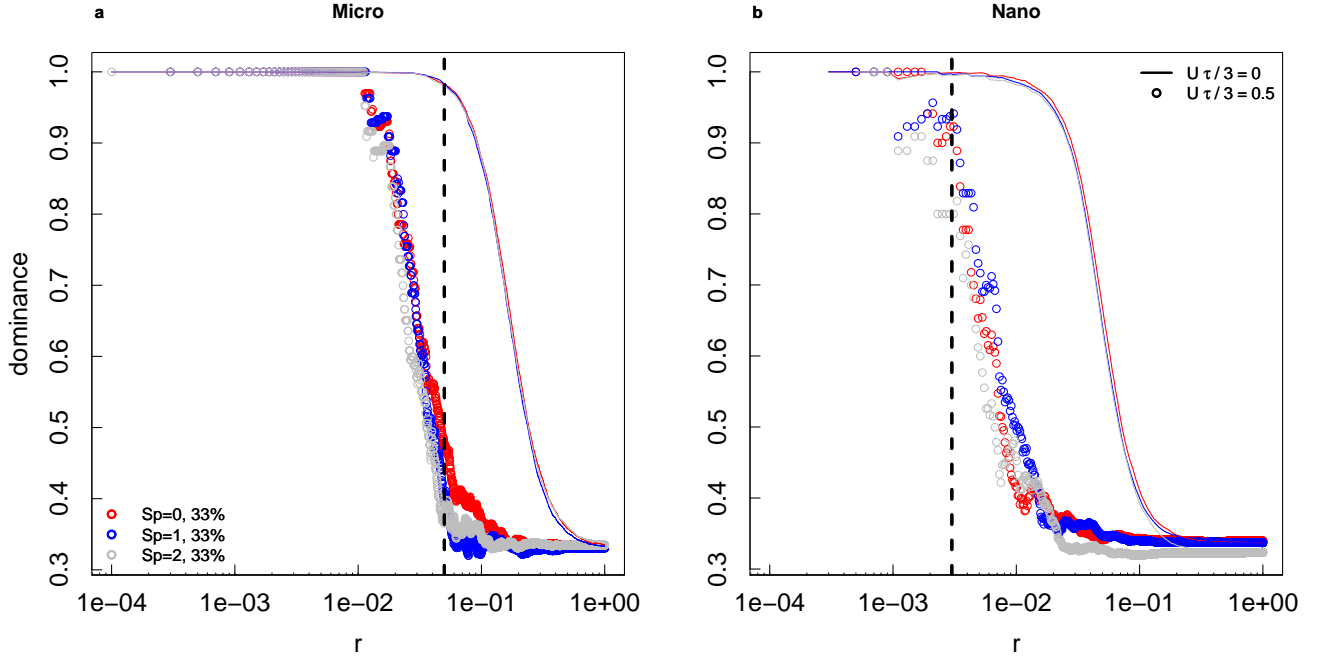 a
Micro
dominance
1.0
0.9
0.8
0.7
0.6
0.5
0.4
0.3
Sp=0, 33%
Sp=1, 33%
Sp=2, 33%
1e-04
1e-03
1e-02
1e-01
1e+00
r
b
Nano
1.0
0.9
0.8
0.7
0.6
0.5
0.4
0.3
U τ / 3 = 0
U τ / 3 = 0.5
1e-04
1e-03
1e-02
1e-01
1e+00
r